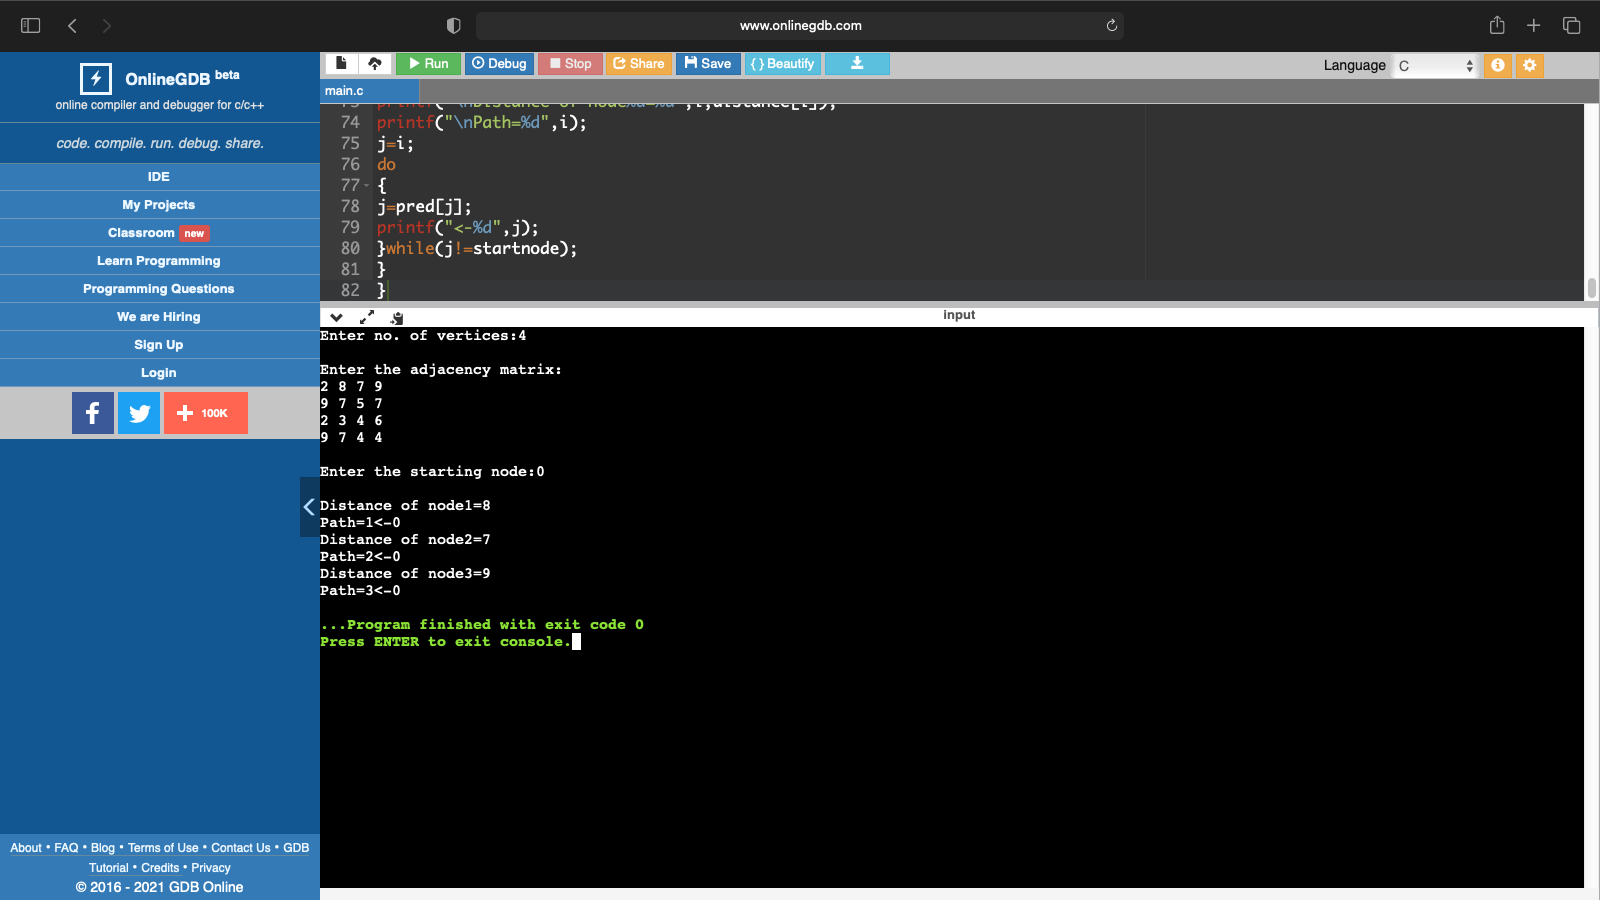 www.onlinegdb.com
OnlineGDB beta
online compiler and debugger for c/c++
code. compile. run. debug. share.
IDE
My Projects
Classroom new
Learn Programming
Programming Questions
We are Hiring
Sign Up
Login
f + 100K
About • FAQ • Blog • Terms of Use • Contact Us • GDB
Tutorial • Credits • Privacy
© 2016 - 2021 GDB Online
Run Debug Stop Share Save { } Beautify
Language C
main.c
73 printf("\nDistance of node%d=%d",i,distance[i]);
74 printf("\nPath=%d",i);
75 j=i;
76 do
77 {
78 j=pred[j];
79 printf("<-%d",j);
80 }while(j!=startnode);
81 }
82 }
input
Enter no. of vertices:4
Enter the adjacency matrix:
2 8 7 9
9 7 5 7
2 3 4 6
9 7 4 4
Enter the starting node:0
Distance of node1=8
Path=1<-0
Distance of node2=7
Path=2<-0
Distance of node3=9
Path=3<-0
...Program finished with exit code 0
Press ENTER to exit console.